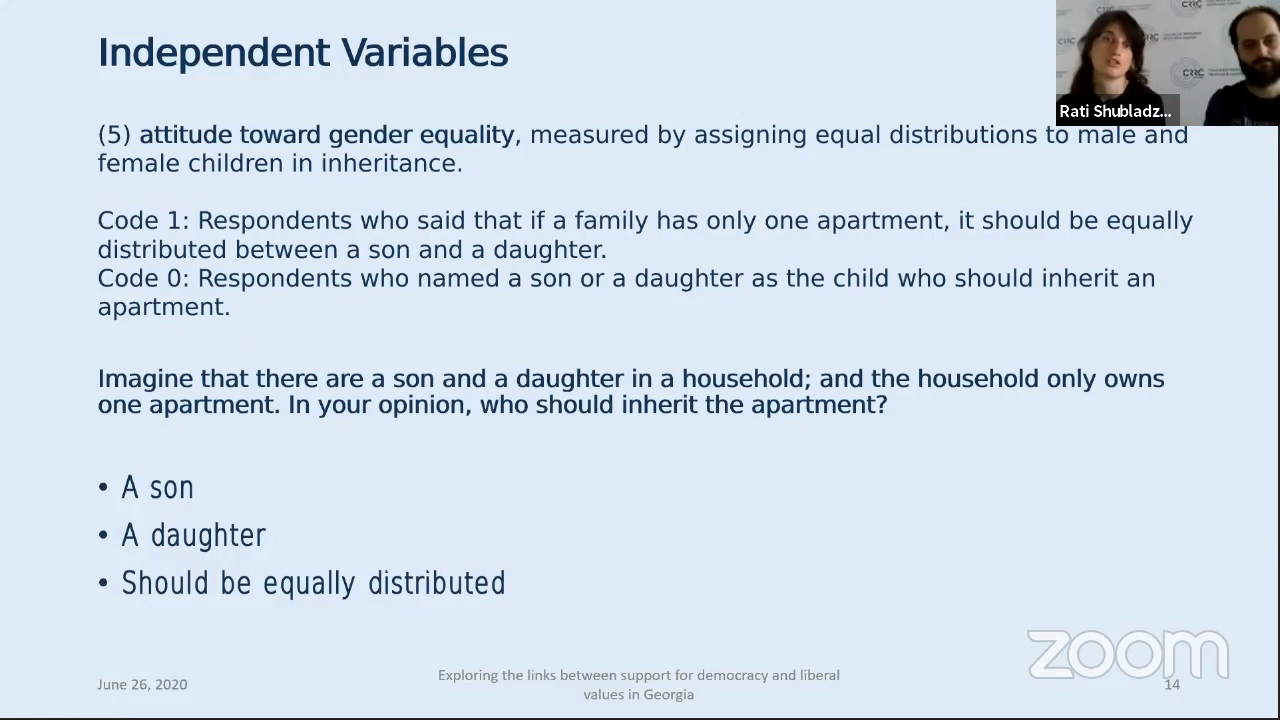 Independent Variables
CRRC
Rati Shubladz...
(5) attitude toward gender equality, measured by assigning equal distributions to male and
female children in inheritance.
Code 1: Respondents who said that if a family has only one apartment, it should be equally
distributed between a son and a daughter.
Code 0: Respondents who named a son or a daughter as the child who should inherit an
apartment.
Imagine that there are a son and a daughter in a household; and the household only owns
one apartment. In your opinion, who should inherit the apartment?
• A son
• A daughter
• Should be equally distributed
zoom
June 26, 2020
Exploring the links between support for democracy and liberal
values in Georgia
14